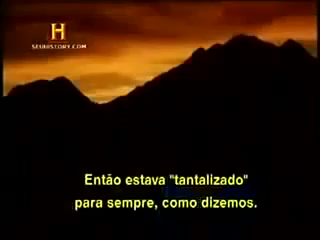 H
SEUHISTORY.COM
Então estava "tantalizado"
para sempre, como dizemos.